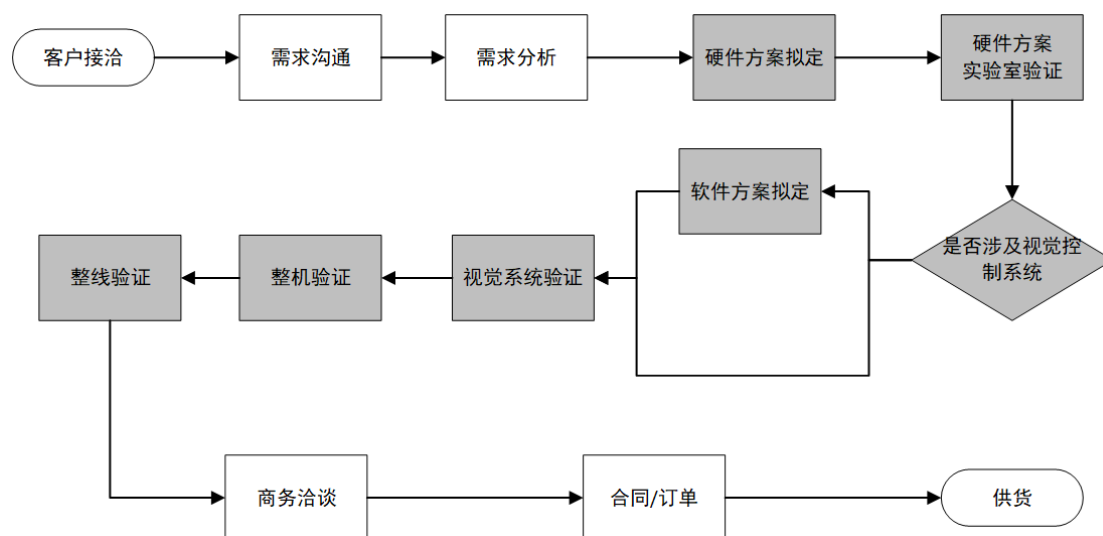 客户接洽
需求沟通
需求分析
硬件方案拟定
硬件方案
实验室验证
软件方案拟定
是否涉及视觉控
制系统
整线验证
整机验证
视觉系统验证
商务洽谈
合同/订单
供货